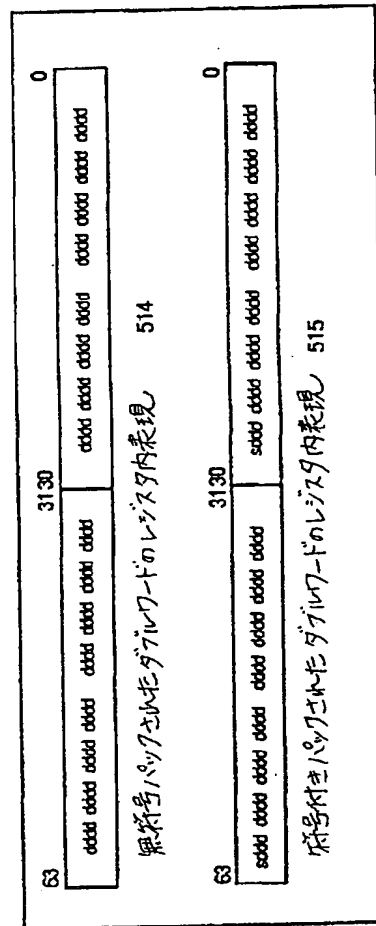 63 3130 0
dddd dddd dddd dddd dddd dddd dddd dddd dddd dddd dddd dddd dddd dddd dddd dddd
無符号パックされたダブルワードのレジスタ内表現 514
63 3130 0
sddd dddd dddd dddd dddd dddd dddd dddd sddd dddd dddd dddd dddd dddd dddd dddd
符号付きパックされたダブルワードのレジスタ内表現 515